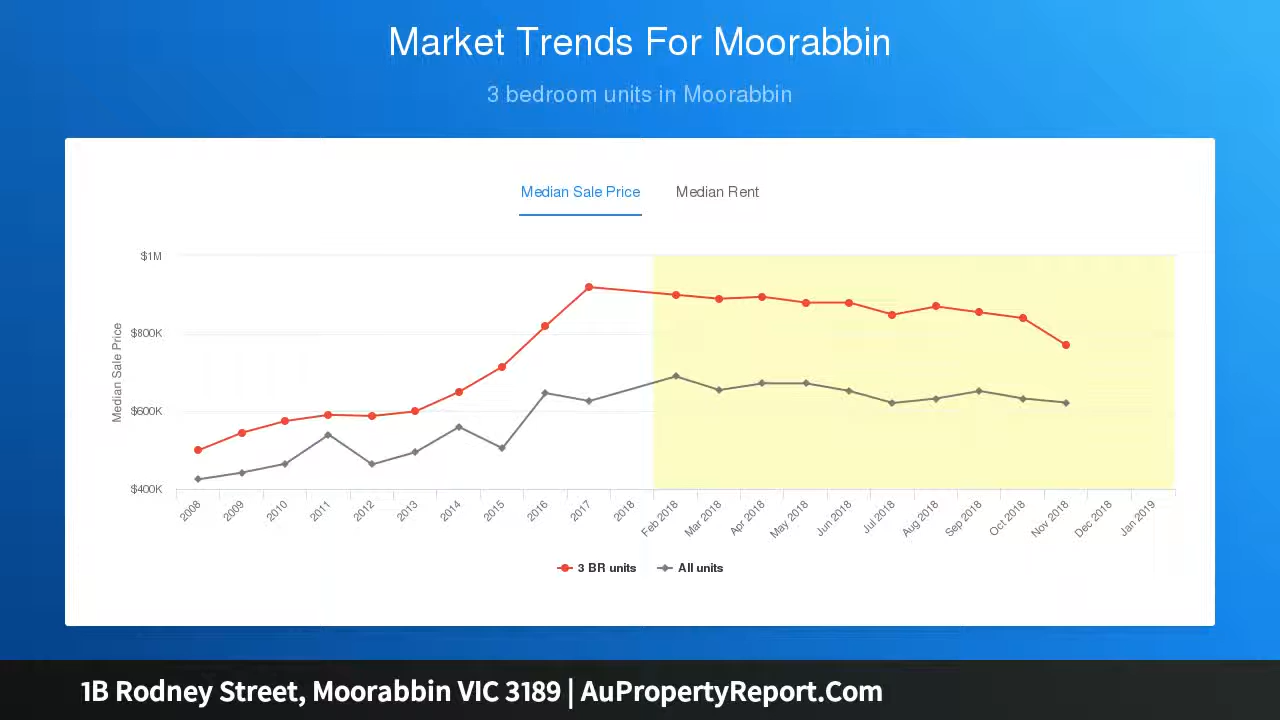 Market Trends For Moorabbin
3 bedroom units in Moorabbin
Median Sale Price Median Rent
Median Sale Price
$1M
$800K
$600K
$400K
2008 2009 2010 2011 2012 2013 2014 2015 2016 2017 2018 Feb 2018 Mar 2018 Apr 2018 May 2018 Jun 2018 Jul 2018 Aug 2018 Sep 2018 Oct 2018 Nov 2018 Dec 2018 Jan 2019
3 BR units All units
1B Rodney Street, Moorabbin VIC 3189 | AuPropertyReport.Com